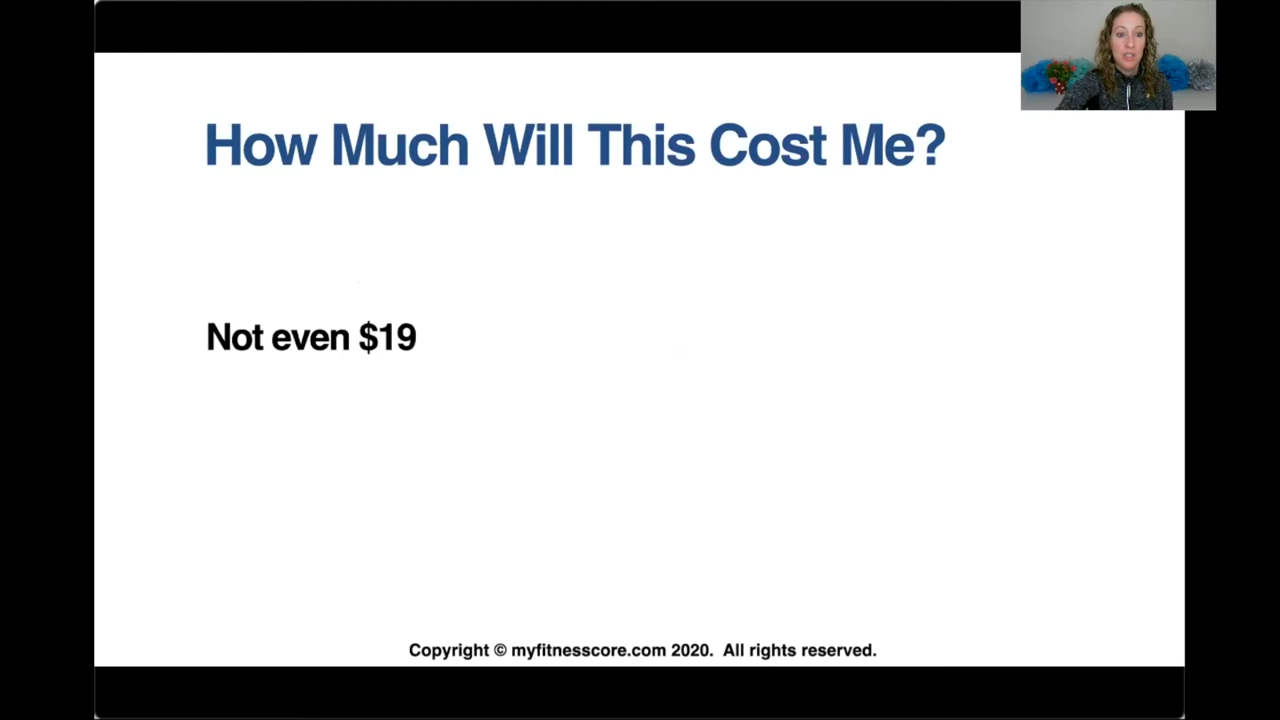 How Much Will This Cost Me?
Not even $19
Copyright © myfitnesscore.com 2020. All rights reserved.